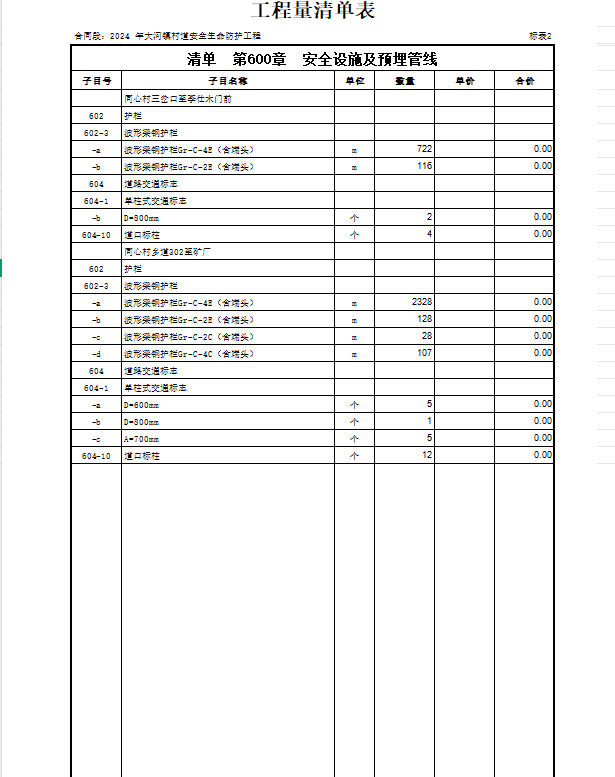 工程量清单表
合同段：2024 年大河镇村道安全生命防护工程 标表2
清单 第600章 安全设施及预埋管线
子目号 子目名称 单位 数量 单价 合价
同心村三岔口至李仕木门前
602 护栏
602-3 波形梁钢护栏
-a 波形梁钢护栏Gr-C-4E（含端头） m 722 0.00
-b 波形梁钢护栏Gr-C-2E（含端头） m 116 0.00
604 道路交通标志
604-1 单柱式交通标志
-b D=800mm 个 2 0.00
604-10 道口标柱 个 4 0.00
同心村乡道302至矿厂
602 护栏
602-3 波形梁钢护栏
-a 波形梁钢护栏Gr-C-4E（含端头） m 2328 0.00
-b 波形梁钢护栏Gr-C-2E（含端头） m 128 0.00
-c 波形梁钢护栏Gr-C-2C（含端头） m 28 0.00
-d 波形梁钢护栏Gr-C-4C（含端头） m 107 0.00
604 道路交通标志
604-1 单柱式交通标志
-a D=600mm 个 5 0.00
-b D=800mm 个 1 0.00
-c A=700mm 个 5 0.00
604-10 道口标柱 个 12 0.00